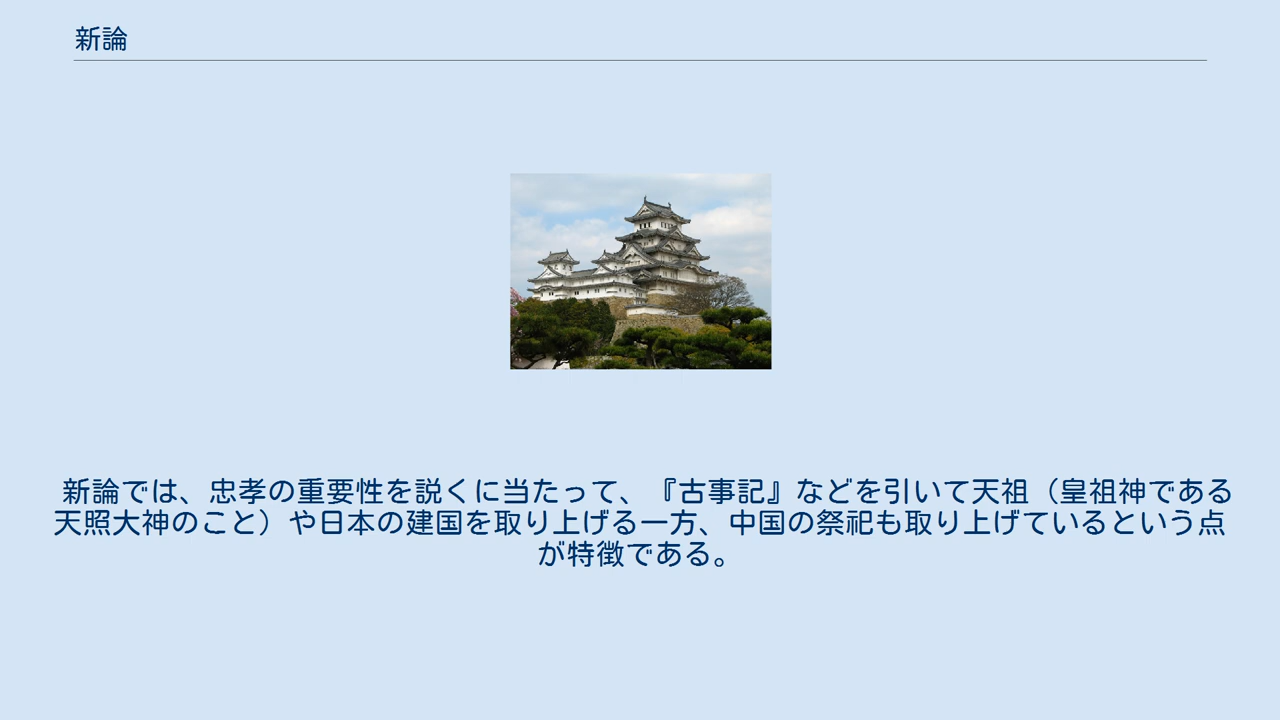 新論
新論では、忠孝の重要性を説くに当たって、『古事記』などを引いて天祖（皇祖神である
天照大神のこと）や日本の建国を取り上げる一方、中国の祭祀も取り上げているという点
が特徴である。